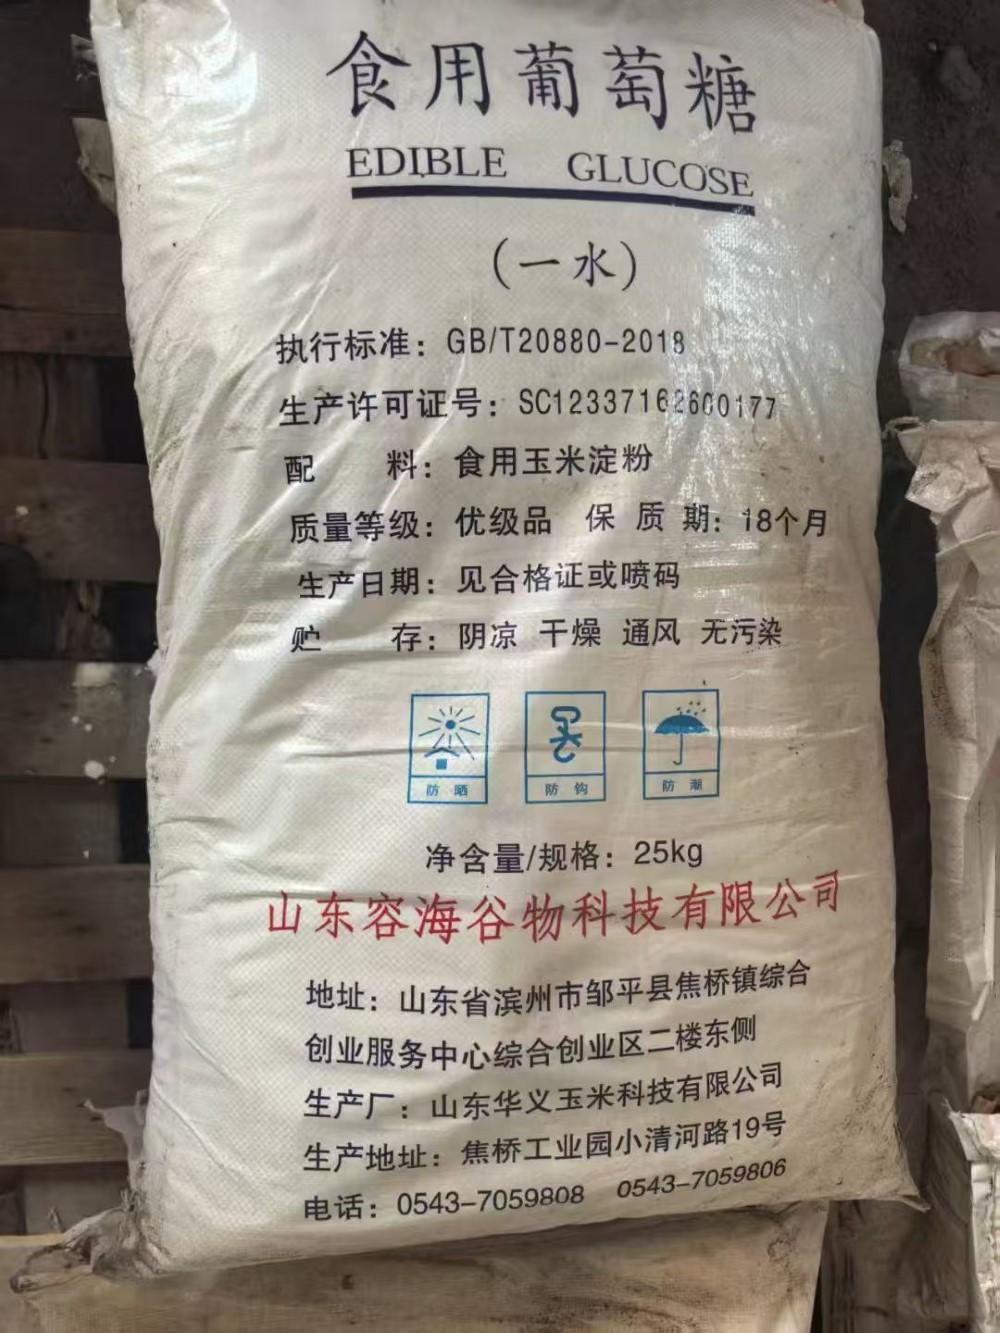 食用葡萄糖
EDIBLE GLUCOSE
(一水)
执行标准：GB/T20880-2018
生产许可证号：SC12337162600177
配 料：食用玉米淀粉
质量等级：优级品 保 质 期：18个月
生产日期：见合格证或喷码
贮 存：阴凉 干燥 通风 无污染
防 晒 防 钩 防 潮
净含量/规格：25kg
山东容海谷物科技有限公司
地址：山东省滨州市邹平县焦桥镇综合
创业服务中心综合创业区二楼东侧
生产厂：山东华义玉米科技有限公司
生产地址：焦桥工业园小清河路19号
电话：0543-7059808 0543-7059806